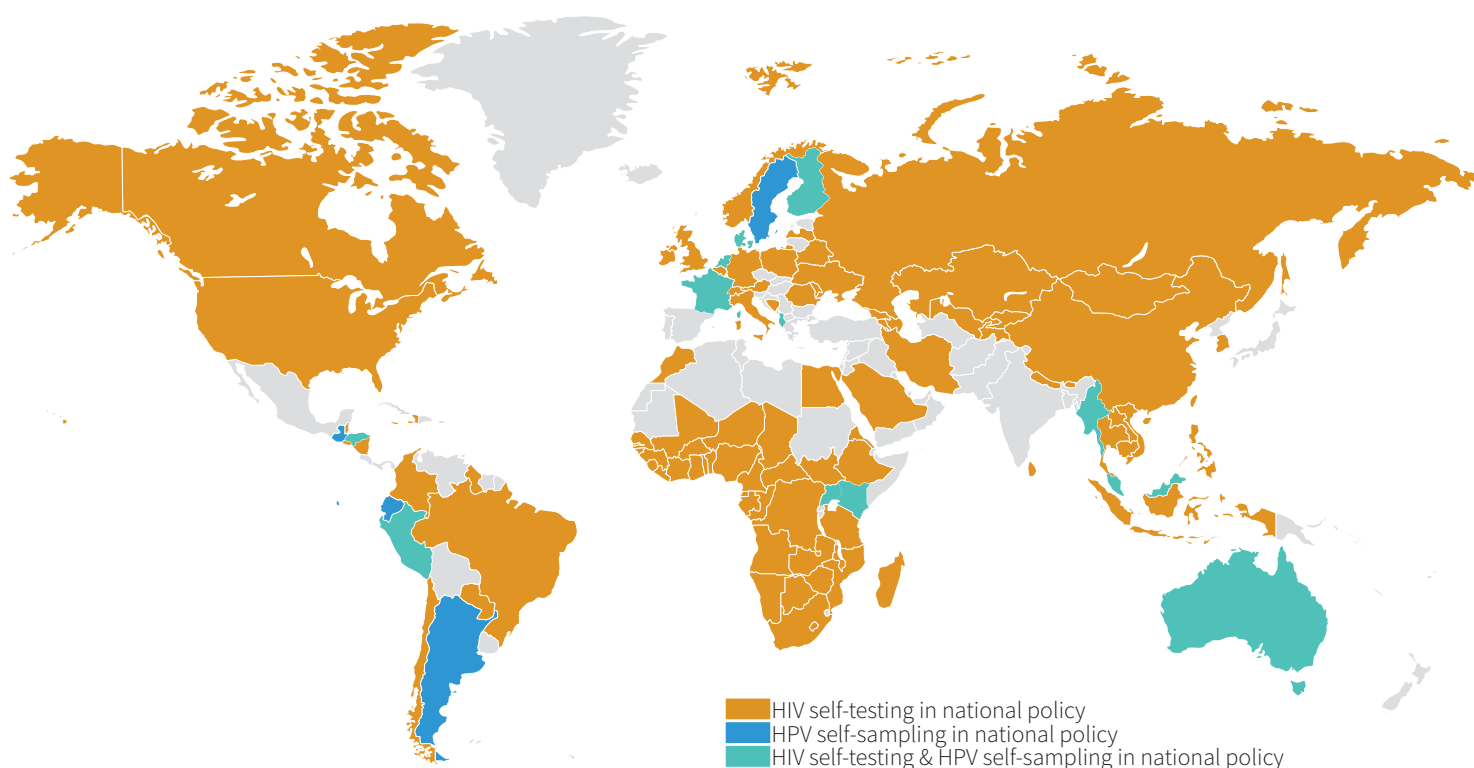 HIV self-testing in national policy
HPV self-sampling in national policy
HIV self-testing & HPV self-sampling in national policy